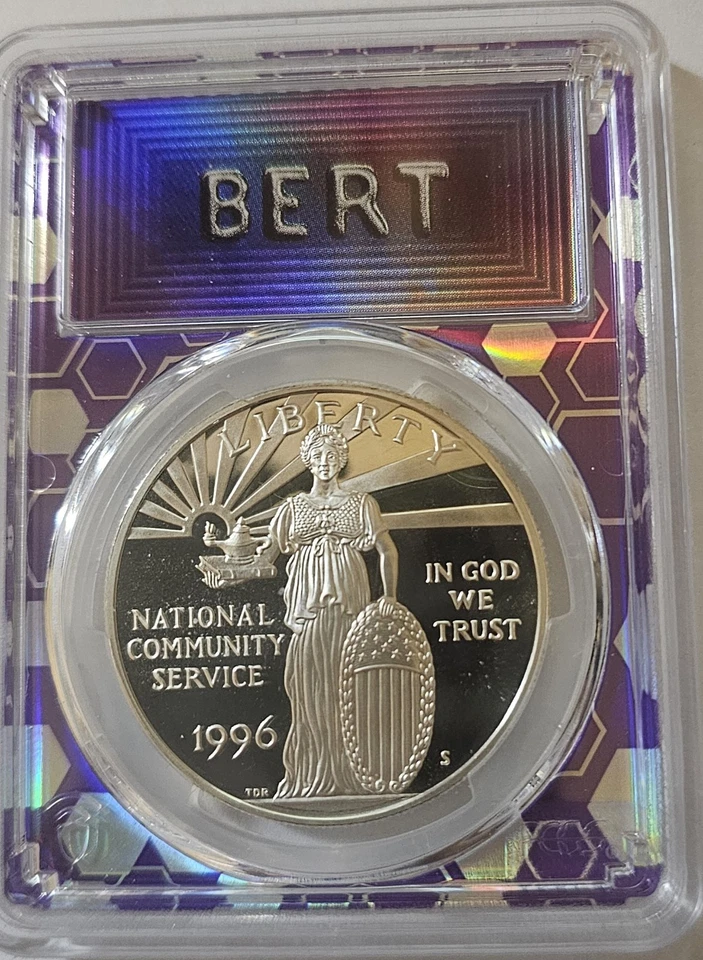 BERT
LIBERTY
IN GOD
WE
TRUST
NATIONAL
COMMUNITY
SERVICE
1996
S
TDR